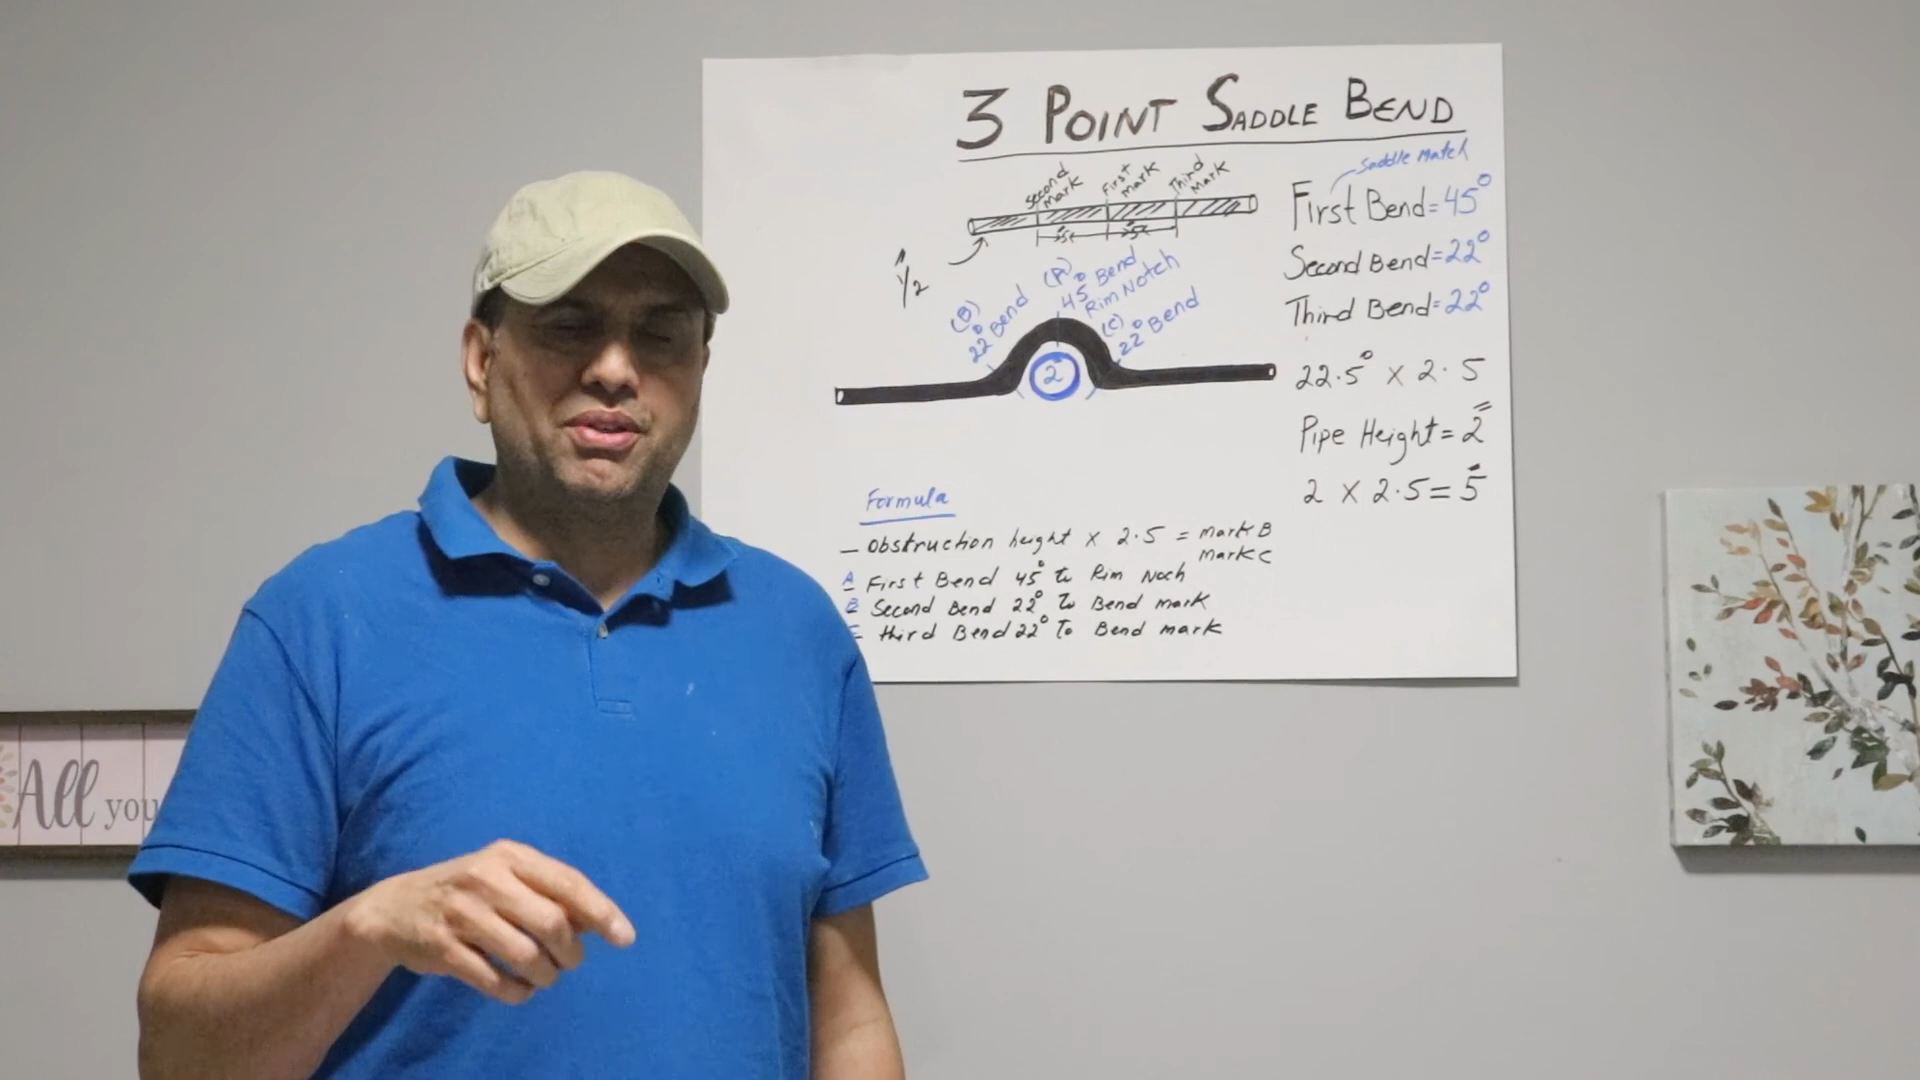 3 POINT SADDLE BEND
Saddle Match
Second mark
First mark
Third Mark
5"
5"
1/2"
First Bend = 45°
Second Bend = 22°
Third Bend = 22°
22.5° x 2.5
Pipe Height = 2"
2 x 2.5 = 5"
(B)
22° Bend
(A)
45° Bend
Rim Notch
(C)
22° Bend
2"
Formula
— Obstruction height x 2.5 = mark B
mark C
A First Bend 45° to Rim Noch
B Second Bend 22° to Bend mark
C third Bend 22° To Bend mark
All you